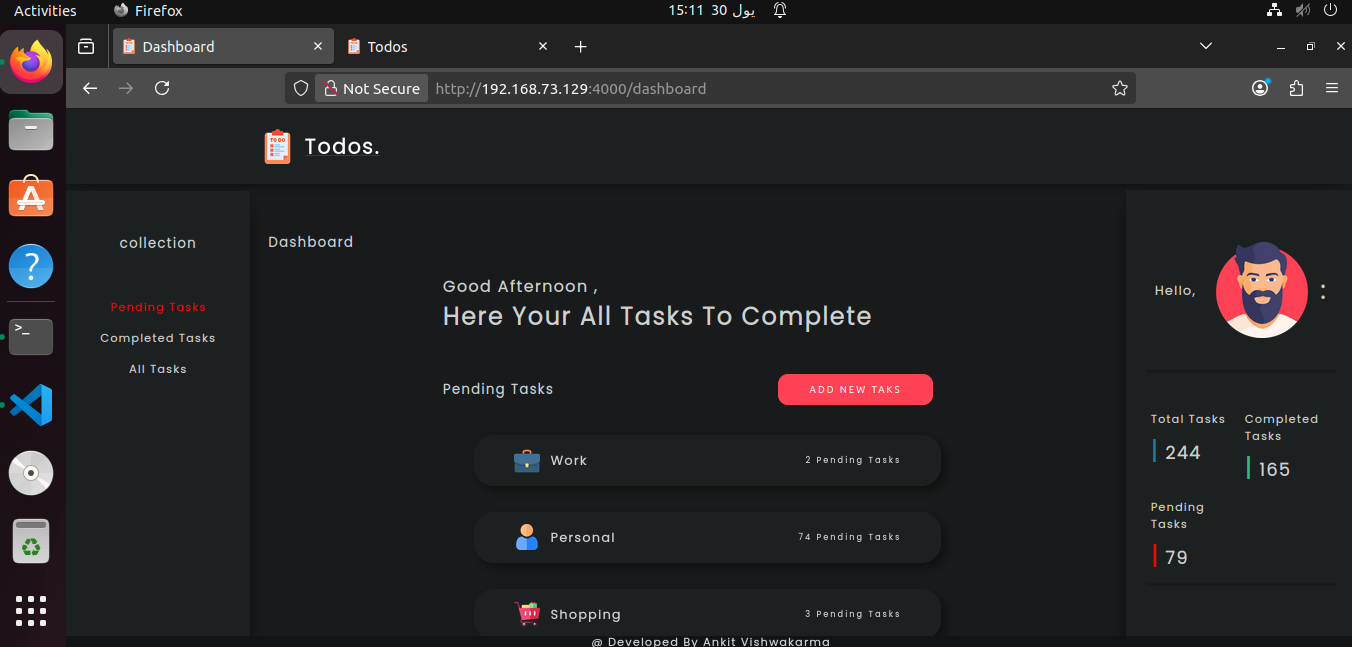 Activities
Firefox
15:11 30 يول
Dashboard
Todos
Not Secure
http://192.168.73.129:4000/dashboard
TO DO
Todos.
collection
Pending Tasks
Completed Tasks
All Tasks
Dashboard
Good Afternoon ,
Here Your All Tasks To Complete
Pending Tasks
ADD NEW TAKS
Work
2 Pending Tasks
Personal
74 Pending Tasks
Shopping
3 Pending Tasks
Hello,
Total Tasks
244
Completed
Tasks
165
Pending
Tasks
79
@ Developed By Ankit Vishwakarma